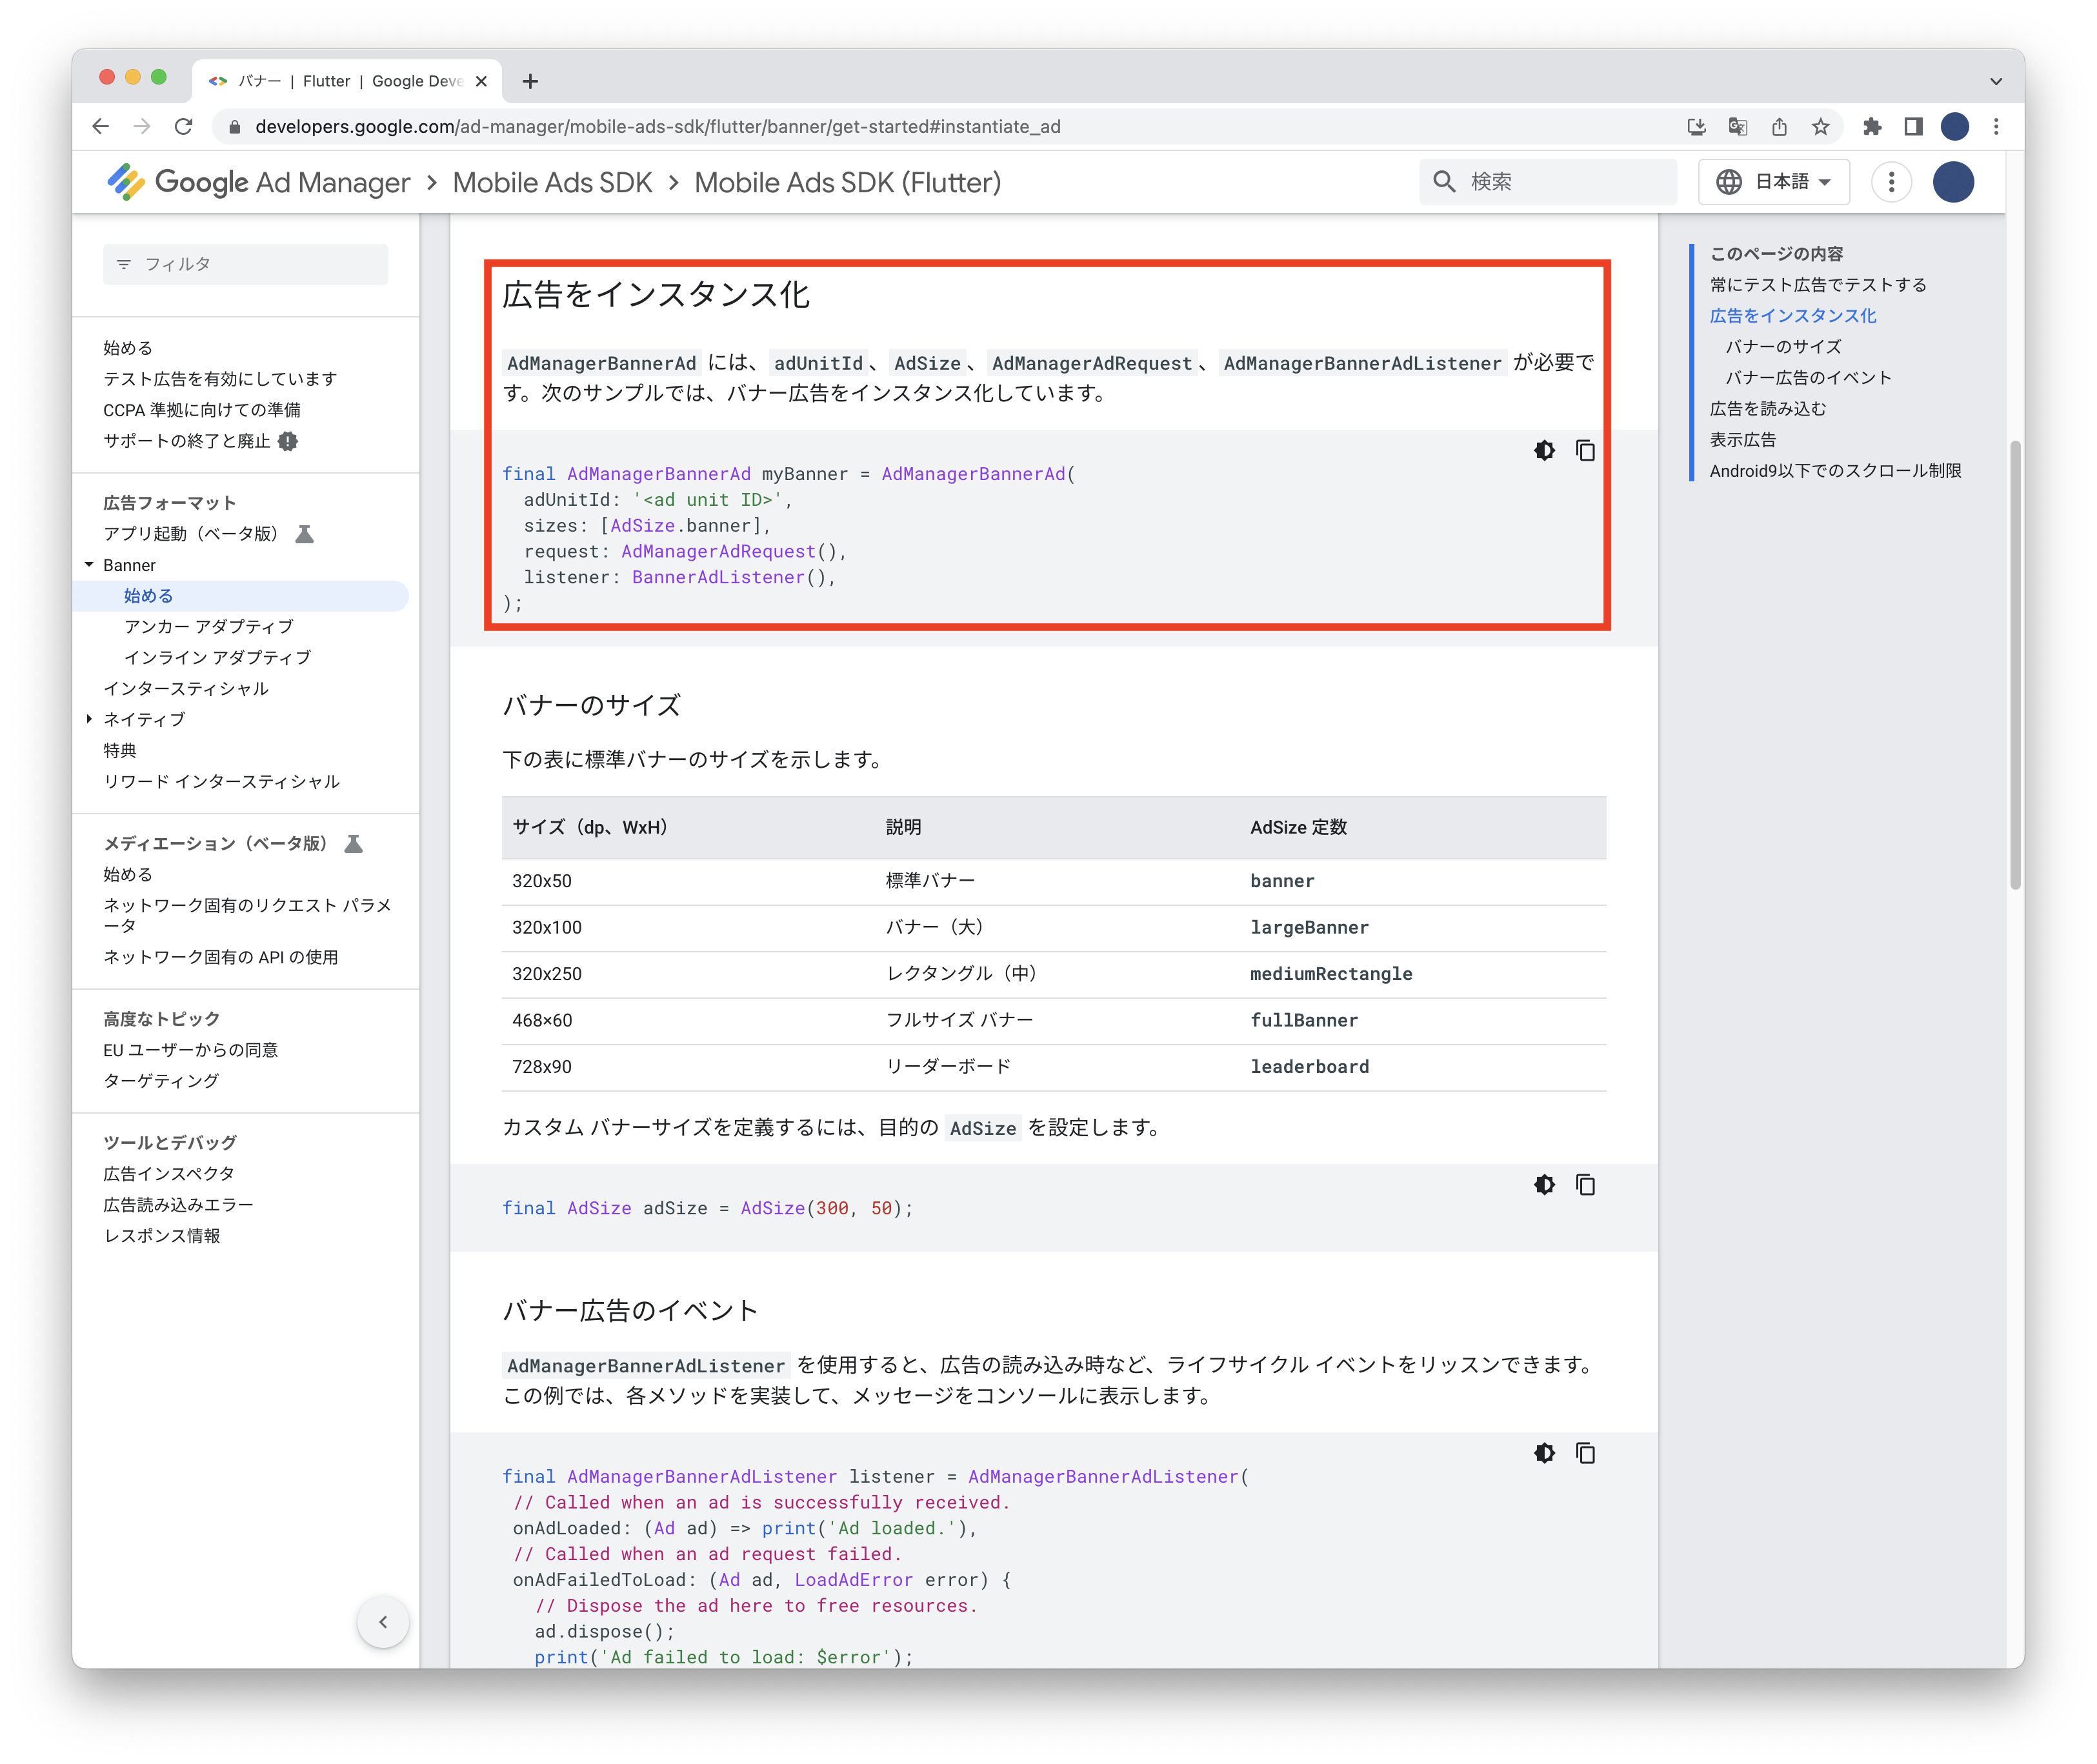 バナー | Flutter | Google Deve
developers.google.com/ad-manager/mobile-ads-sdk/flutter/banner/get-started#instantiate_ad
Google Ad Manager > Mobile Ads SDK > Mobile Ads SDK (Flutter)
検索
日本語
フィルタ
始める
テスト広告を有効にしています
CCPA 準拠に向けての準備
サポートの終了と廃止
広告フォーマット
アプリ起動（ベータ版）
Banner
始める
アンカー アダプティブ
インライン アダプティブ
インタースティシャル
ネイティブ
特典
リワード インタースティシャル
メディエーション（ベータ版）
始める
ネットワーク固有のリクエスト パラメ
ータ
ネットワーク固有の API の使用
高度なトピック
EU ユーザーからの同意
ターゲティング
ツールとデバッグ
広告インスペクタ
広告読み込みエラー
レスポンス情報
広告をインスタンス化
AdManagerBannerAd には、adUnitId、AdSize、AdManagerAdRequest、AdManagerBannerAdListener が必要で
す。次のサンプルでは、バナー広告をインスタンス化しています。
final AdManagerBannerAd myBanner = AdManagerBannerAd(
adUnitId: '<ad unit ID>',
sizes: [AdSize.banner],
request: AdManagerAdRequest(),
listener: BannerAdListener(),
);
バナーのサイズ
下の表に標準バナーのサイズを示します。
サイズ（dp、WxH） 説明 AdSize 定数
320x50 標準バナー banner
320x100 バナー（大） largeBanner
320x250 レクタングル（中） mediumRectangle
468×60 フルサイズ バナー fullBanner
728x90 リーダーボード leaderboard
カスタム バナーサイズを定義するには、目的の AdSize を設定します。
final AdSize adSize = AdSize(300, 50);
バナー広告のイベント
AdManagerBannerAdListener を使用すると、広告の読み込み時など、ライフサイクル イベントをリッスンできます。
この例では、各メソッドを実装して、メッセージをコンソールに表示します。
final AdManagerBannerAdListener listener = AdManagerBannerAdListener(
// Called when an ad is successfully received.
onAdLoaded: (Ad ad) => print('Ad loaded.'),
// Called when an ad request failed.
onAdFailedToLoad: (Ad ad, LoadAdError error) {
// Dispose the ad here to free resources.
ad.dispose();
print('Ad failed to load: $error');
このページの内容
常にテスト広告でテストする
広告をインスタンス化
バナーのサイズ
バナー広告のイベント
広告を読み込む
表示広告
Android9以下でのスクロール制限